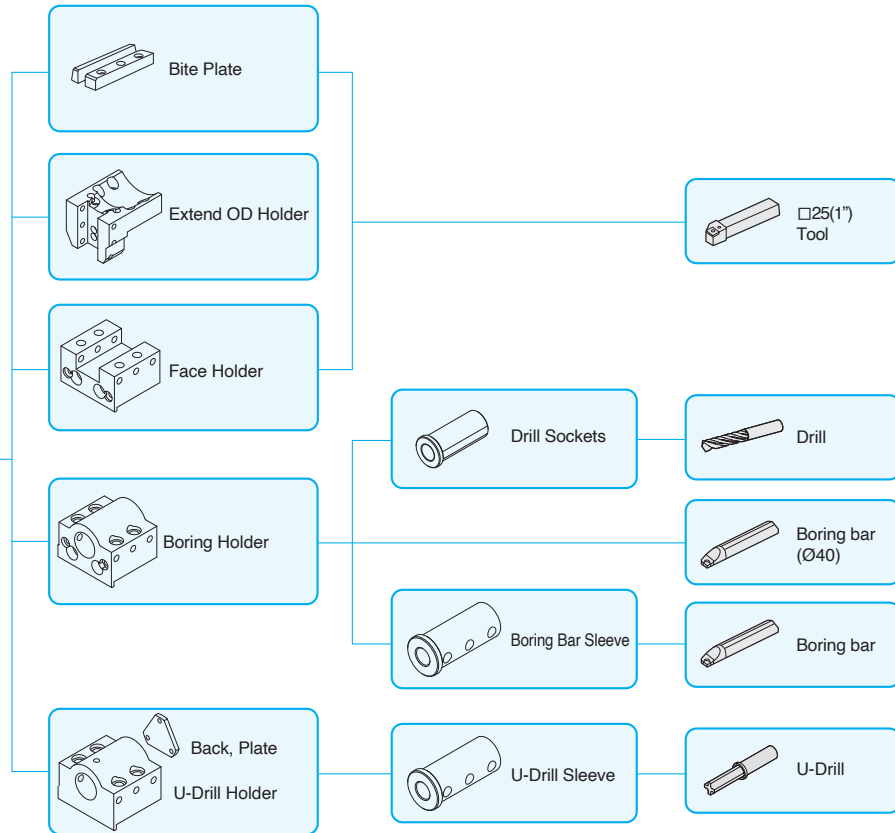 Bite Plate
Extend OD Holder
□25(1”)
Tool
Face Holder
Drill Sockets
Drill
Boring Holder
Boring bar
(Ø40)
Boring Bar Sleeve
Boring bar
Back, Plate
U-Drill Holder
U-Drill Sleeve
U-Drill